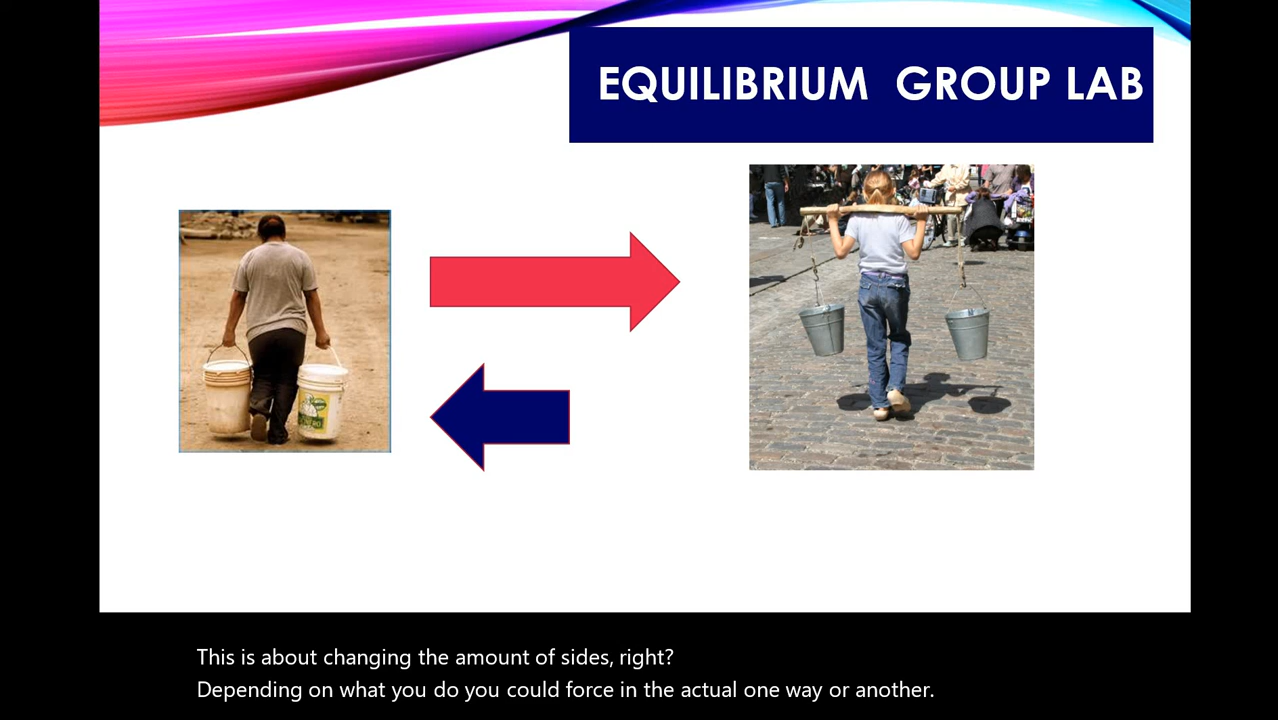 EQUILIBRIUM GROUP LAB
This is about changing the amount of sides, right?
Depending on what you do you could force in the actual one way or another.